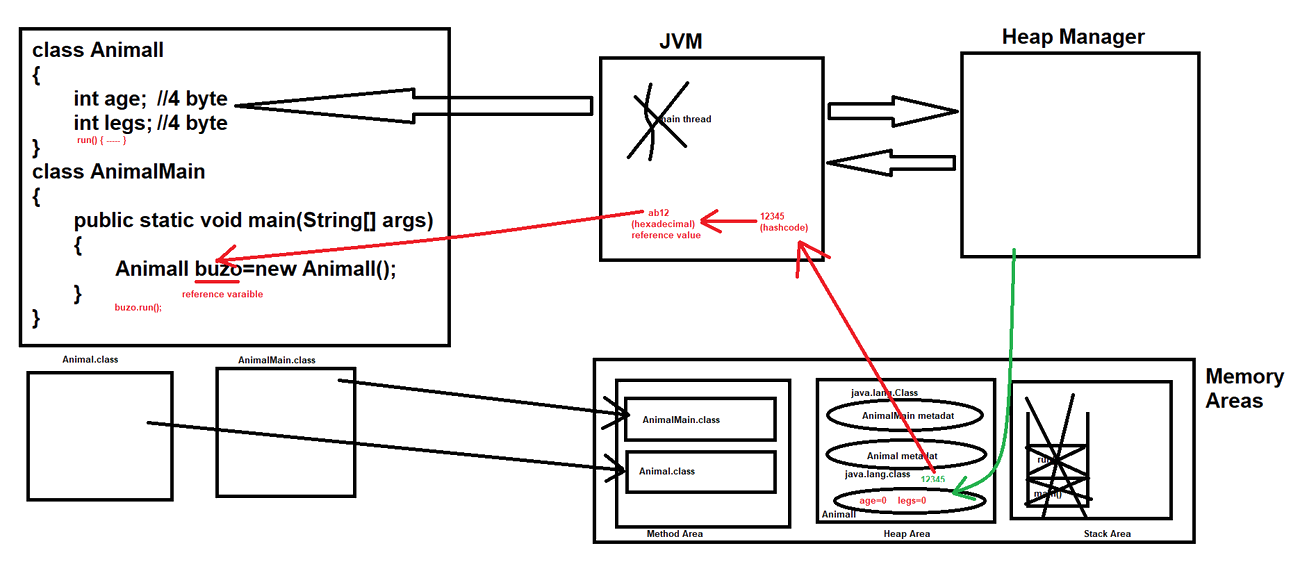 class Animall
{
int age; //4 byte
int legs; //4 byte
run() { ----- }
}
class AnimalMain
{
public static void main(String[] args)
{
Animall buzo=new Animall();
}
reference varaible
buzo.run();
}
JVM
main thread
ab12
(hexadecimal)
reference value
12345
(hashcode)
Heap Manager
Animal.class
AnimalMain.class
Memory
Areas
AnimalMain.class
Animal.class
Method Area
java.lang.Class
AnimalMain metadat
Animal metadat
java.lang.class
12345
age=0 legs=0
Animall
Heap Area
run()
main()
Stack Area